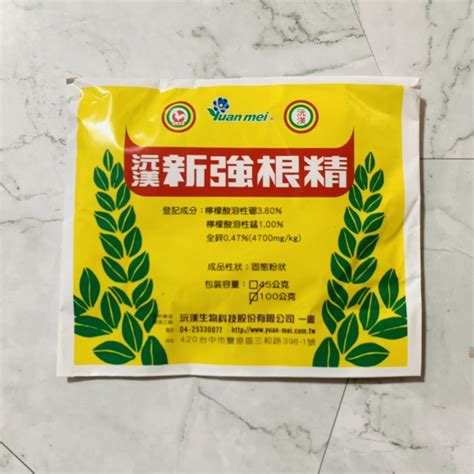 Yuan mei
沅漢
沅漢 新強根精
登記成分：檸檬酸溶性硼3.80%
檸檬酸溶性錳1.00%
全鋅0.47%(4700mg/kg)
成品性狀：固態粉狀
包裝容量：□45公克
☑100公克
沅漢生物科技股份有限公司 一廠
04-25330077 http://www.yuan-mei.com.tw
420台中市豐原區三和路398-1號